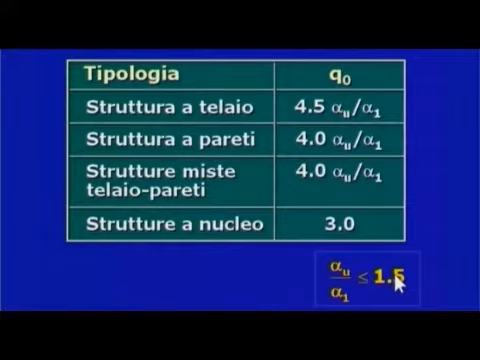 Tipologia q₀
Struttura a telaio 4.5 αᵤ/α₁
Struttura a pareti 4.0 αᵤ/α₁
Strutture miste 4.0 αᵤ/α₁
telaio-pareti
Strutture a nucleo 3.0
αᵤ/α₁ ≤ 1.5